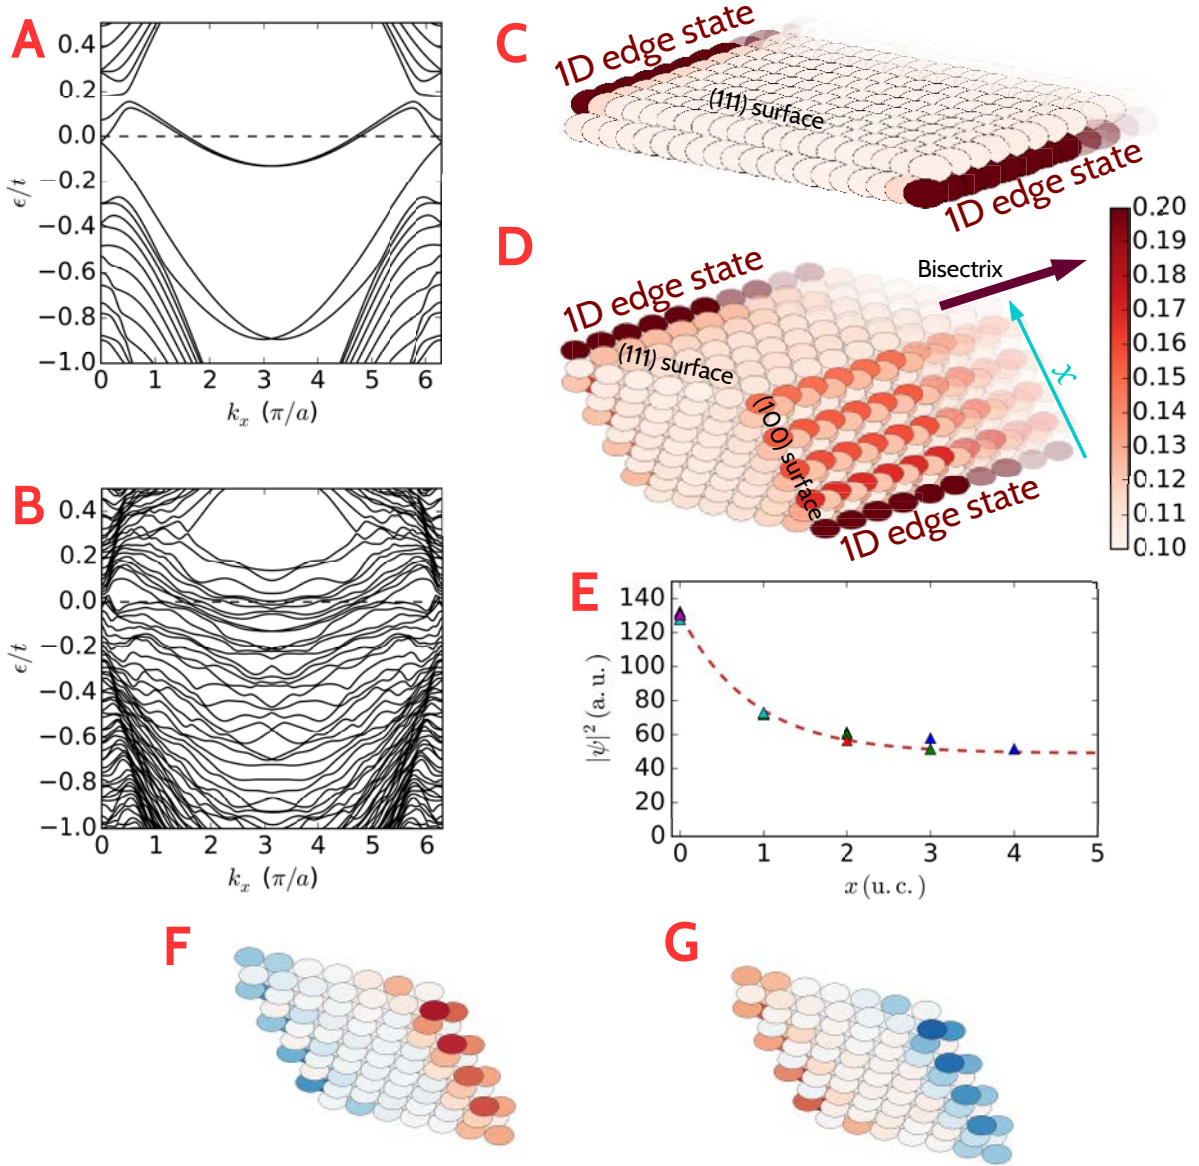 A
0.4
0.2
0.0
−0.2
−0.4
−0.6
−0.8
−1.0
ϵ/t
0 1 2 3 4 5 6
k_x (π/a)
B
0.4
0.2
0.0
−0.2
−0.4
−0.6
−0.8
−1.0
ϵ/t
0 1 2 3 4 5 6
k_x (π/a)
C
1D edge state
(111) surface
1D edge state
D
1D edge state
(111) surface
(100) surface
1D edge state
Bisectrix
x
0.20
0.19
0.18
0.17
0.16
0.15
0.14
0.13
0.12
0.11
0.10
E
140
120
100
80
60
40
20
0
|ψ|² (a.u.)
0 1 2 3 4 5
x (u.c.)
F
G